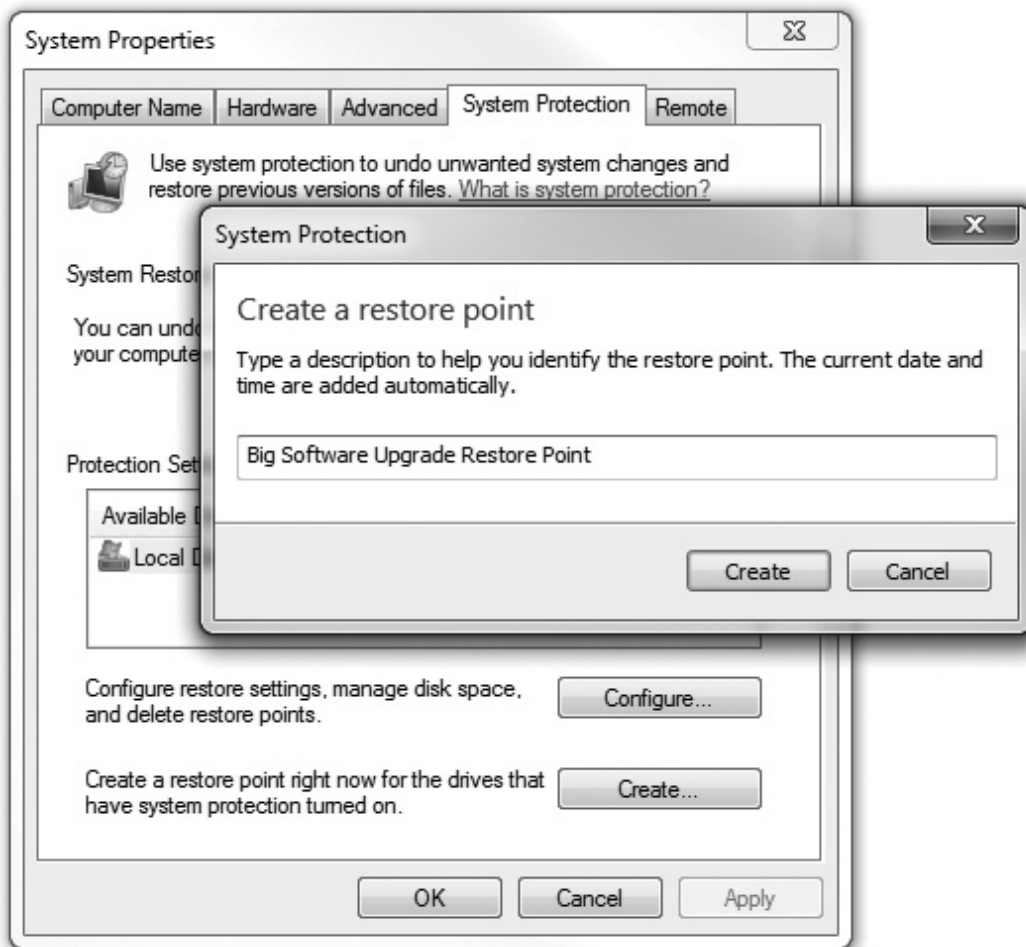 System Properties
Computer Name Hardware Advanced System Protection Remote
Use system protection to undo unwanted system changes and
restore previous versions of files. What is system protection?
System Protection
System
You can
your
Create a restore point
Type a description to help you identify the restore point. The current date and
time are added automatically.
Big Software Upgrade Restore Point
Create Cancel
Protection
Available
Local
Configure restore settings, manage disk space,
and delete restore points.
Configure...
Create a restore point right now for the drives that
have system protection turned on.
Create...
OK Cancel Apply